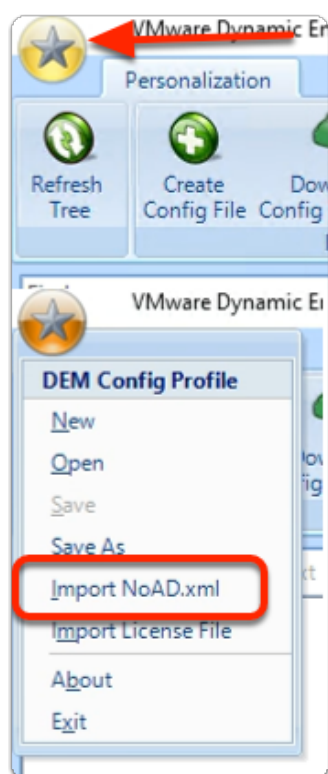 VMware Dynamic En
Personalization
Refresh
Tree
Create
Config File
Dow
Config
VMware Dynamic En
DEM Config Profile
New
Open
Save
Save As
Import NoAD.xml
Import License File
About
Exit